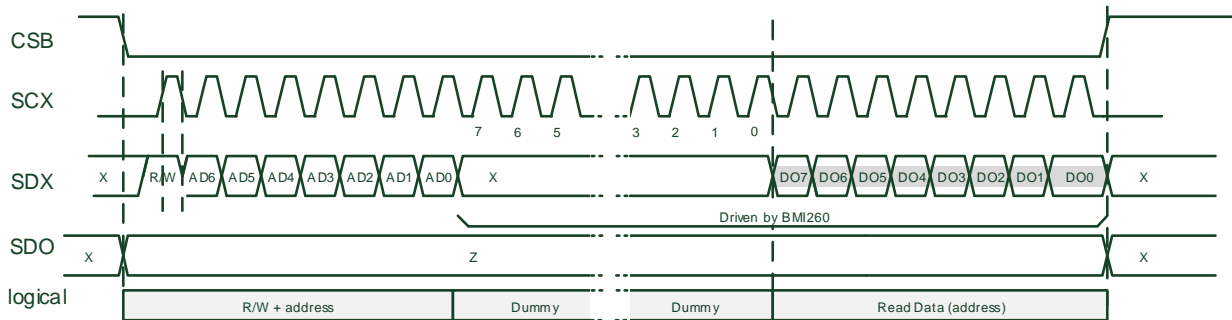 CSB
SCX
7 6 5 3 2 1 0
SDX X R/W AD6 AD5 AD4 AD3 AD2 AD1 AD0 X DO7 DO6 DO5 DO4 DO3 DO2 DO1 DO0 X
Driven by BMI260
SDO X Z X
logical R/W + address Dummy Dummy Read Data (address)